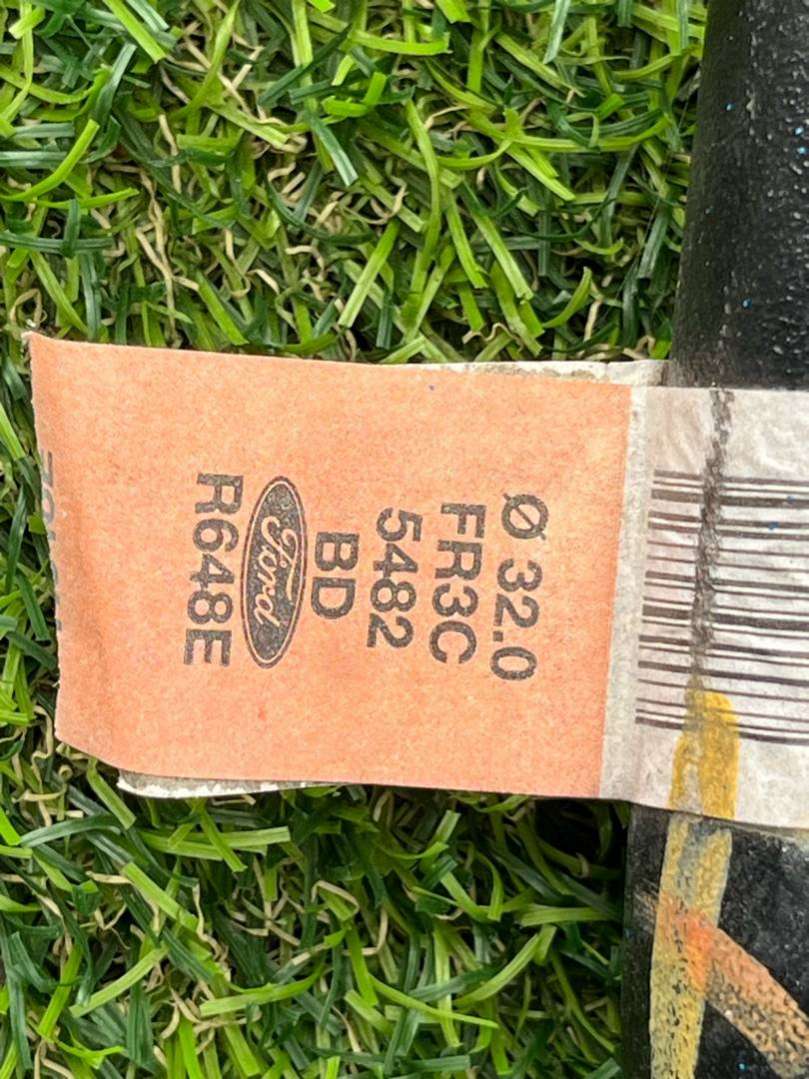 Ø 32.0
FR3C
5482
BD
Ford
R648E